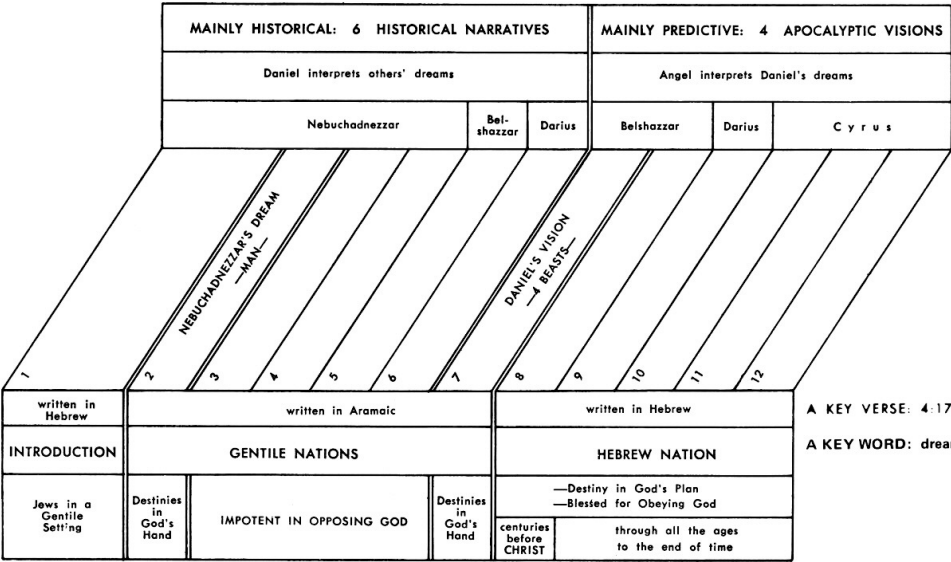 MAINLY HISTORICAL: 6 HISTORICAL NARRATIVES
MAINLY PREDICTIVE: 4 APOCALYPTIC VISIONS
Daniel interprets others' dreams
Angel interprets Daniel's dreams
Nebuchadnezzar
Bel-
shazzar
Darius
Belshazzar
Darius
Cyrus
NEBUCHADNEZZAR'S DREAM
—MAN—
DANIEL'S VISION
—4 BEASTS—
1
2
3
4
5
6
7
8
9
10
11
12
written in
Hebrew
written in Aramaic
written in Hebrew
A KEY VERSE: 4:17
INTRODUCTION
GENTILE NATIONS
HEBREW NATION
A KEY WORD:
Jews in a
Gentile
Setting
Destinies
in
God's
Hand
IMPOTENT IN OPPOSING GOD
Destinies
in
God's
Hand
—Destiny in God's Plan
—Blessed for Obeying God
centuries
before
CHRIST
through all the ages
to the end of time